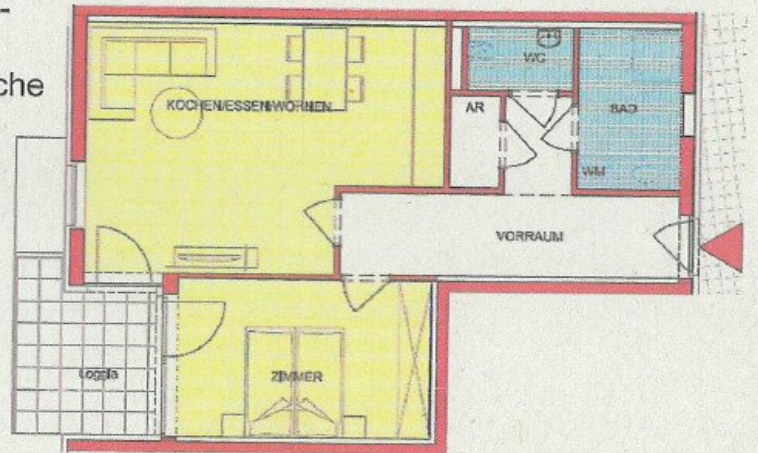 -
che
WC
KOCHEN/ESSEN/WOHNEN
AR
BAD
WM
VORRAUM
Loggia
ZIMMER